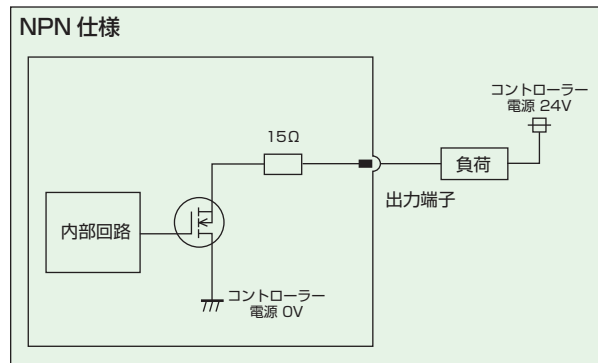 NPN 仕様
コントローラー
電源 24V
15Ω
負荷
出力端子
内部回路
コントローラー
電源 0V